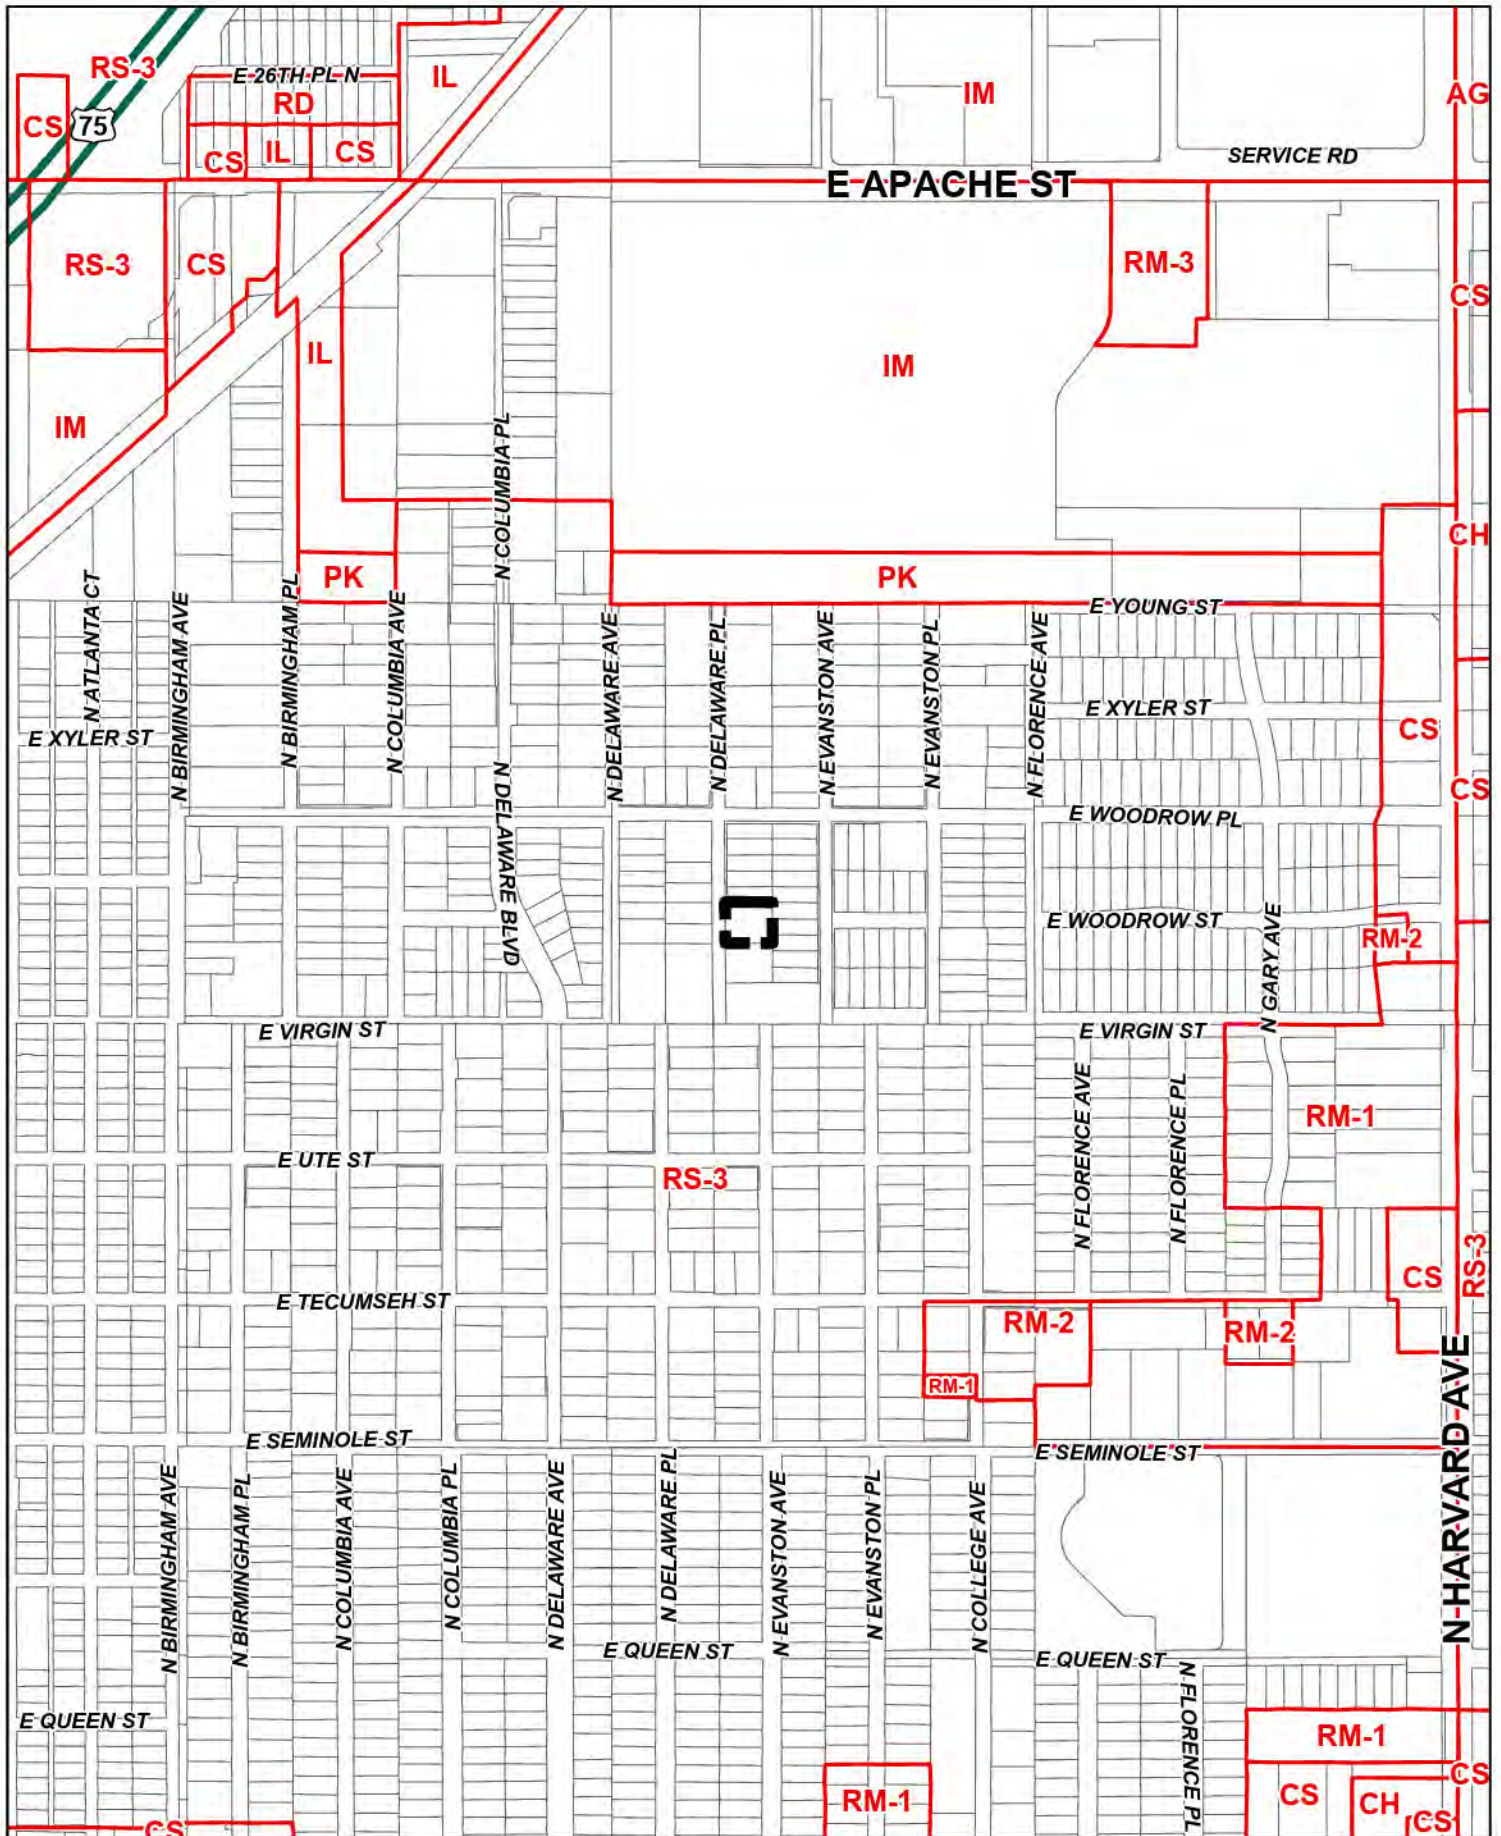 RS-3
E 26TH PL N
IL
IM
AG
RD
CS
75
CS
IL
CS
SERVICE RD
E APACHE ST
RS-3
CS
RM-3
CS
IL
IM
IM
N COLUMBIA PL
CH
PK
PK
E YOUNG ST
N ATLANTA CT
N BIRMINGHAM AVE
N BIRMINGHAM PL
N COLUMBIA AVE
N DELAWARE AVE
N DELAWARE PL
N EVANSTON AVE
N EVANSTON PL
N FLORENCE AVE
E XYLER ST
E XYLER ST
CS
CS
N DELAWARE BLVD
E WOODROW PL
E WOODROW ST
N GARY AVE
RM-2
E VIRGIN ST
E VIRGIN ST
N FLORENCE AVE
N FLORENCE PL
RM-1
E UTE ST
RS-3
RS-3
CS
E TECUMSEH ST
RM-2
RM-2
RM-1
N HARVARD AVE
E SEMINOLE ST
E SEMINOLE ST
N BIRMINGHAM AVE
N BIRMINGHAM PL
N COLUMBIA AVE
N COLUMBIA PL
N DELAWARE AVE
N DELAWARE PL
N EVANSTON AVE
N EVANSTON PL
N COLLEGE AVE
E QUEEN ST
E QUEEN ST
N FLORENCE PL
E QUEEN ST
RM-1
CS
RM-1
CS
CH
CS
CS